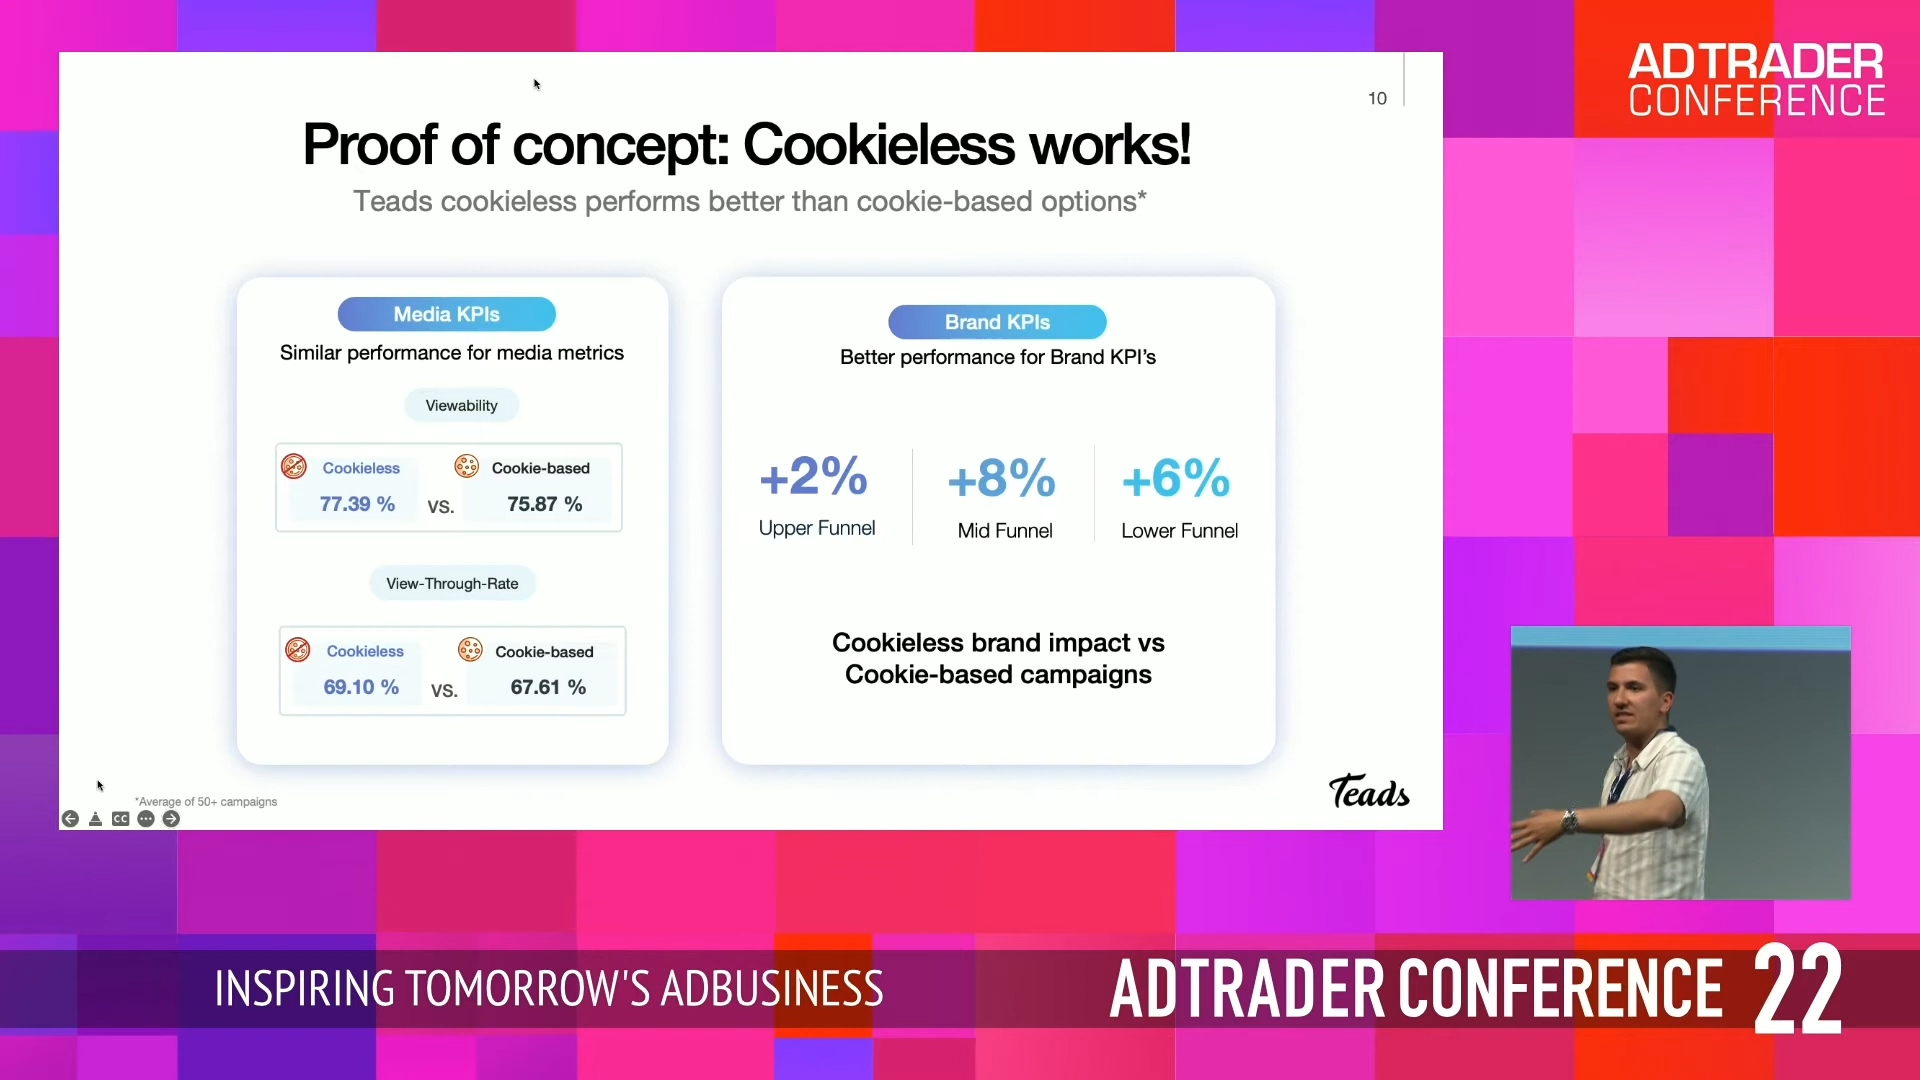 ADTRADER
CONFERENCE
10
Proof of concept: Cookieless works!
Teads cookieless performs better than cookie-based options*
Media KPIs
Similar performance for media metrics
Viewability
Cookieless
77.39 %
vs.
Cookie-based
75.87 %
View-Through-Rate
Cookieless
69.10 %
vs.
Cookie-based
67.61 %
Brand KPIs
Better performance for Brand KPI's
+2%
Upper Funnel
+8%
Mid Funnel
+6%
Lower Funnel
Cookieless brand impact vs
Cookie-based campaigns
*Average of 50+ campaigns
CC
Teads
INSPIRING TOMORROW'S ADBUSINESS
ADTRADER CONFERENCE 22